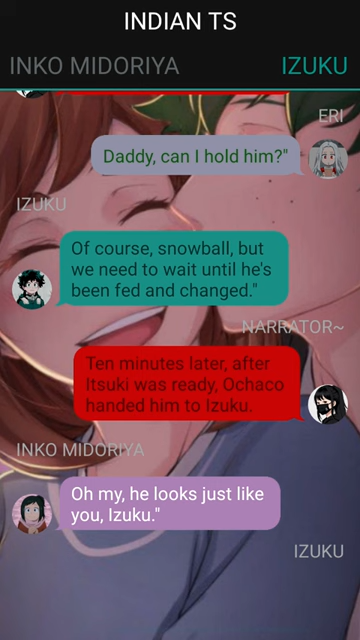 INDIAN TS
INKO MIDORIYA
IZUKU
ERI
Daddy, can I hold him?"
IZUKU
Of course, snowball, but
we need to wait until he's
been fed and changed."
NARRATOR~
Ten minutes later, after
Itsuki was ready, Ochaco
handed him to Izuku.
INKO MIDORIYA
Oh my, he looks just like
you, Izuku."
IZUKU